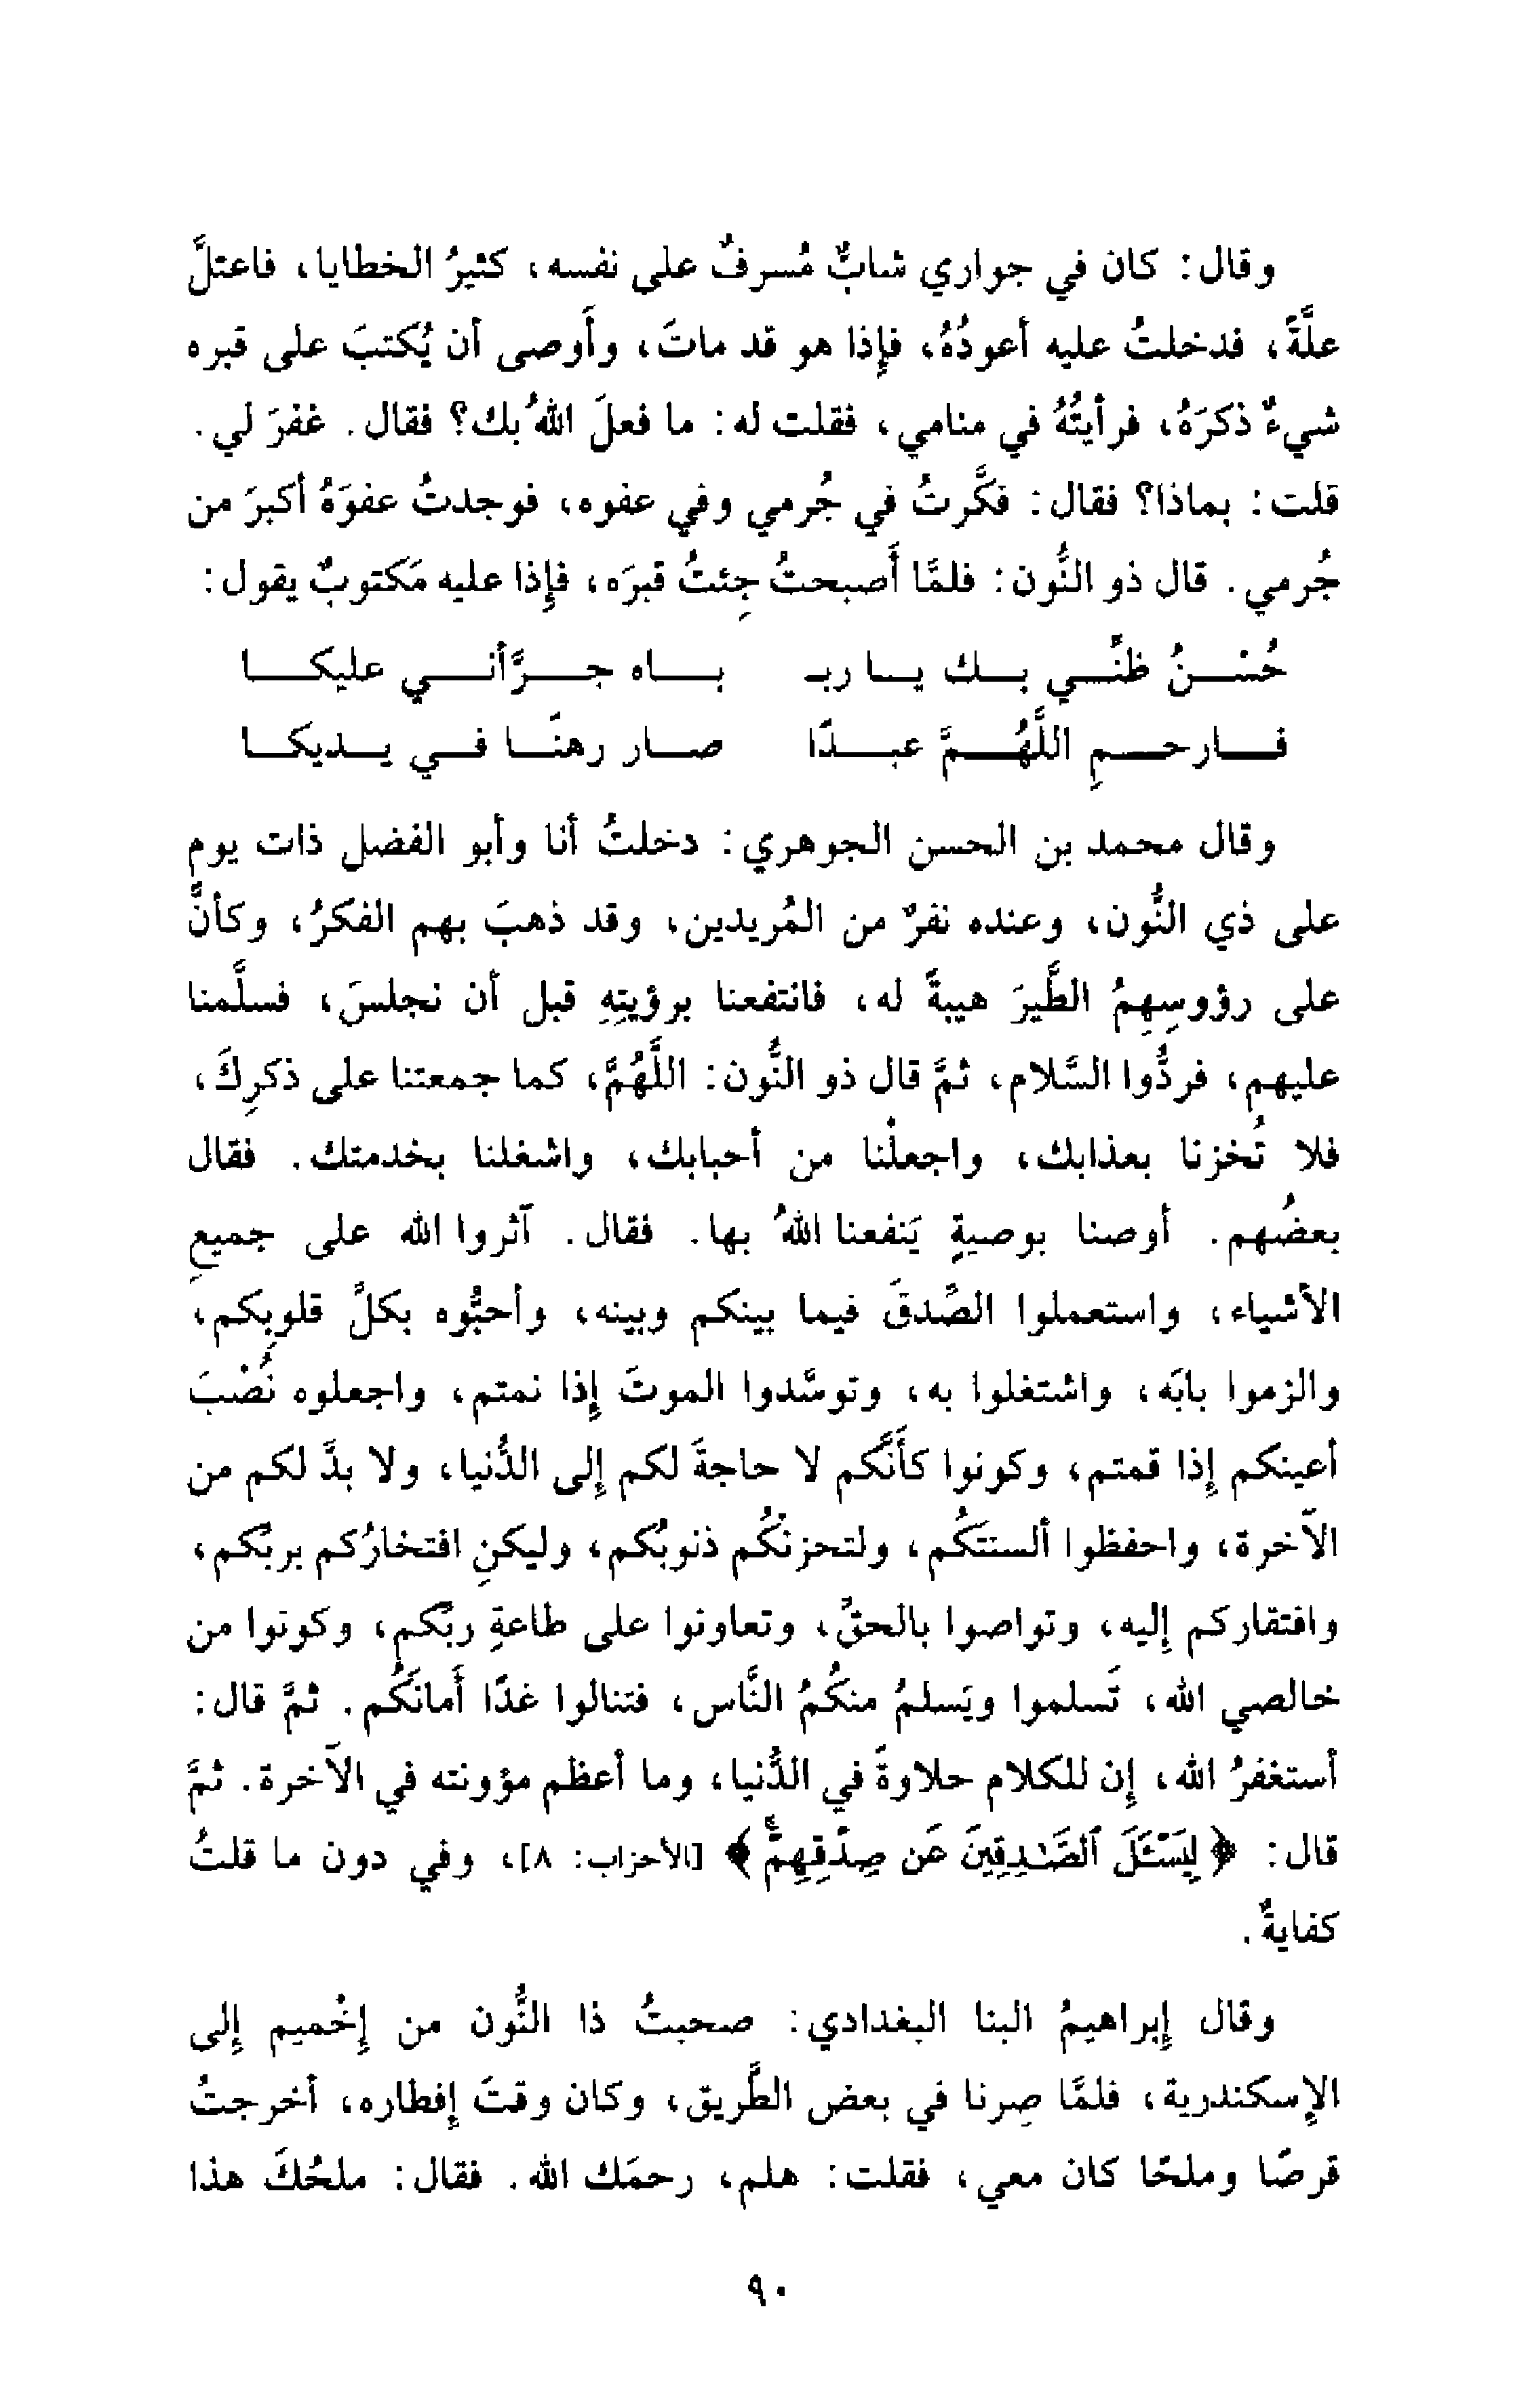 وقال: كان في جواري شابٌّ مُسرفٌ على نفسه، كثيرُ الخطايا، فاعتلَّ
علَّةً، فدخلتُ عليه أعودُهُ، فإذا هو قد ماتَ، وأَوصى أن يُكتبَ على قبره
شيءٌ ذكرَهُ، فرأيتُهُ في منامي، فقلت له: ما فعلَ اللهُ بك؟ فقال. غفرَ لي.
قلت: بماذا؟ فقال: فكَّرتُ في جُرمي وفي عفوه، فوجدتُ عفوَهُ أكبرَ من
جُرمي. قال ذو النُّون: فلمَّا أَصبحتُ جِئتُ قبرَه، فإذا عليه مَكتوبٌ يقول:
حُسْنُ ظنِّي بك يا ربـ باه جرَّأني عليكا
فارحمِ اللَّهُمَّ عبدًا صار رهنًا في يديكا
وقال محمد بن الحسن الجوهري: دخلتُ أنا وأبو الفضل ذات يوم
على ذي النُّون، وعنده نفرٌ من المُريدين، وقد ذهبَ بهم الفكرُ، وكأنَّ
على رؤوسِهِمُ الطَّيرَ هيبةً له، فانتفعنا برؤيتِهِ قبل أن نجلسَ، فسلَّمنا
عليهم، فردُّوا السَّلام، ثمَّ قال ذو النُّون: اللَّهُمَّ، كما جمعتنا على ذكرِكَ،
فلا تُخزنا بعذابك، واجعلْنا من أحبابك، واشغلنا بخدمتك. فقال
بعضُهم. أوصنا بوصيةٍ يَنفعنا اللهُ بها. فقال. آثروا الله على جميعِ
الأشياء، واستعملوا الصِّدقَ فيما بينكم وبينه، وأحبُّوه بكلِّ قلوبِكم،
والزموا بابَه، واشتغلوا به، وتوسَّدوا الموتَ إذا نمتم، واجعلوه نُصْبَ
أعينكم إذا قمتم، وكونوا كأَنَّكم لا حاجةَ لكم إلى الدُّنيا، ولا بدَّ لكم من
الآخرة، واحفظوا ألسنتكُم، ولتحزنكُم ذنوبُكم، وليكنِ افتخارُكم بربِّكم،
وافتقاركم إليه، وتواصوا بالحقِّ، وتعاونوا على طاعةِ ربِّكم، وكونوا من
خالصي الله، تَسلموا ويَسلمُ منكُمُ النَّاس، فتنالوا غدًا أَمانَكُم. ثمَّ قال:
أستغفرُ الله، إن للكلام حلاوةً في الدُّنيا، وما أعظم مؤونته في الآخرة. ثمَّ
قال: ﴿لِيَسْـَٔلَ ٱلصَّـٰدِقِينَ عَن صِدْقِهِمْ ۚ﴾ [الأحزاب: ٨]، وفي دون ما قلتُ
كفايةٌ.
وقال إبراهيمُ البنا البغدادي: صحبتُ ذا النُّون من إخْميم إلى
الإسكندرية، فلمَّا صِرنا في بعض الطَّريق، وكان وقتَ إفطاره، أخرجتُ
قرصًا وملحًا كان معي، فقلت: هلم، رحمَك الله. فقال: ملحُكَ هذا
٩٠